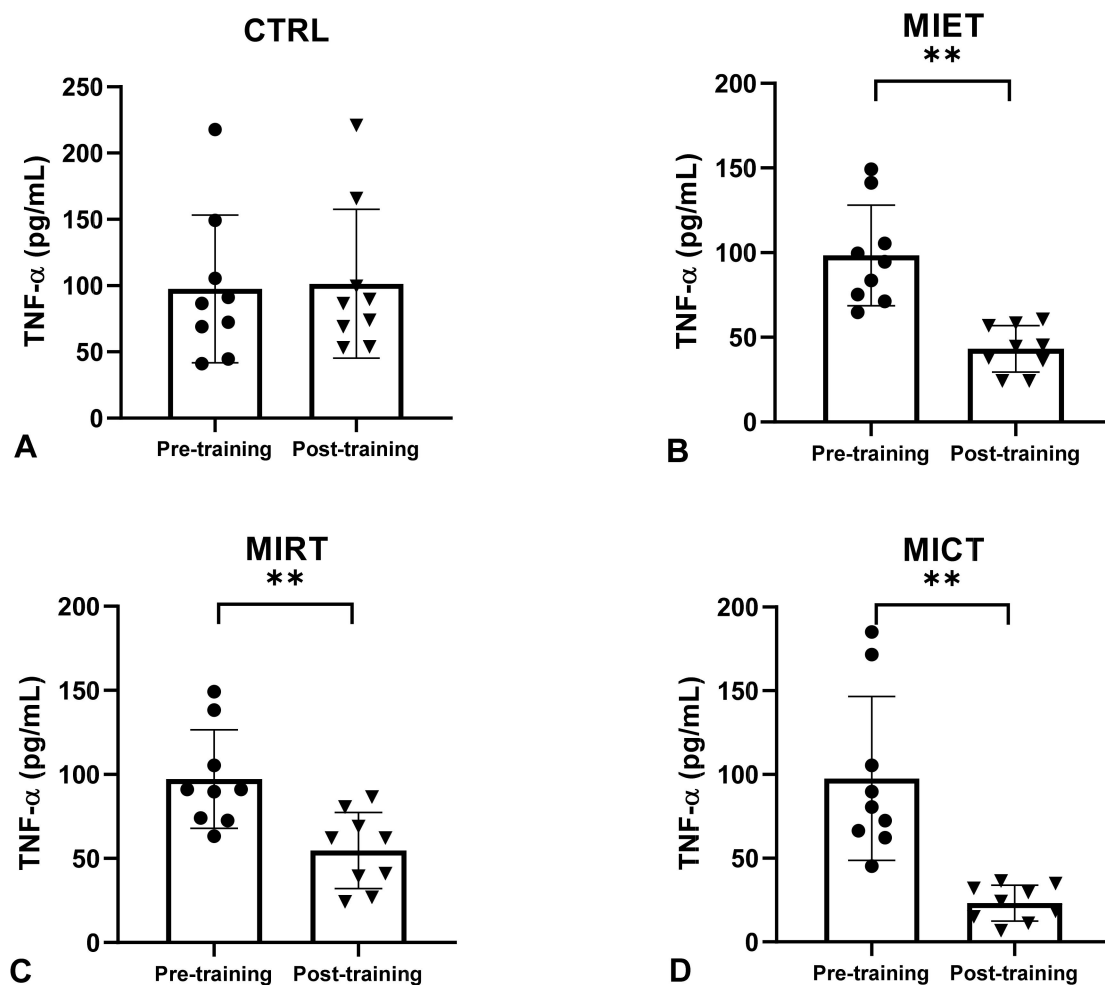 CTRL
TNF-α (pg/mL)
250
200
150
100
50
0
Pre-training Post-training
A
MIET
**
TNF-α (pg/mL)
200
150
100
50
0
Pre-training Post-training
B
MIRT
**
TNF-α (pg/mL)
200
150
100
50
0
Pre-training Post-training
C
MICT
**
TNF-α (pg/mL)
200
150
100
50
0
Pre-training Post-training
D